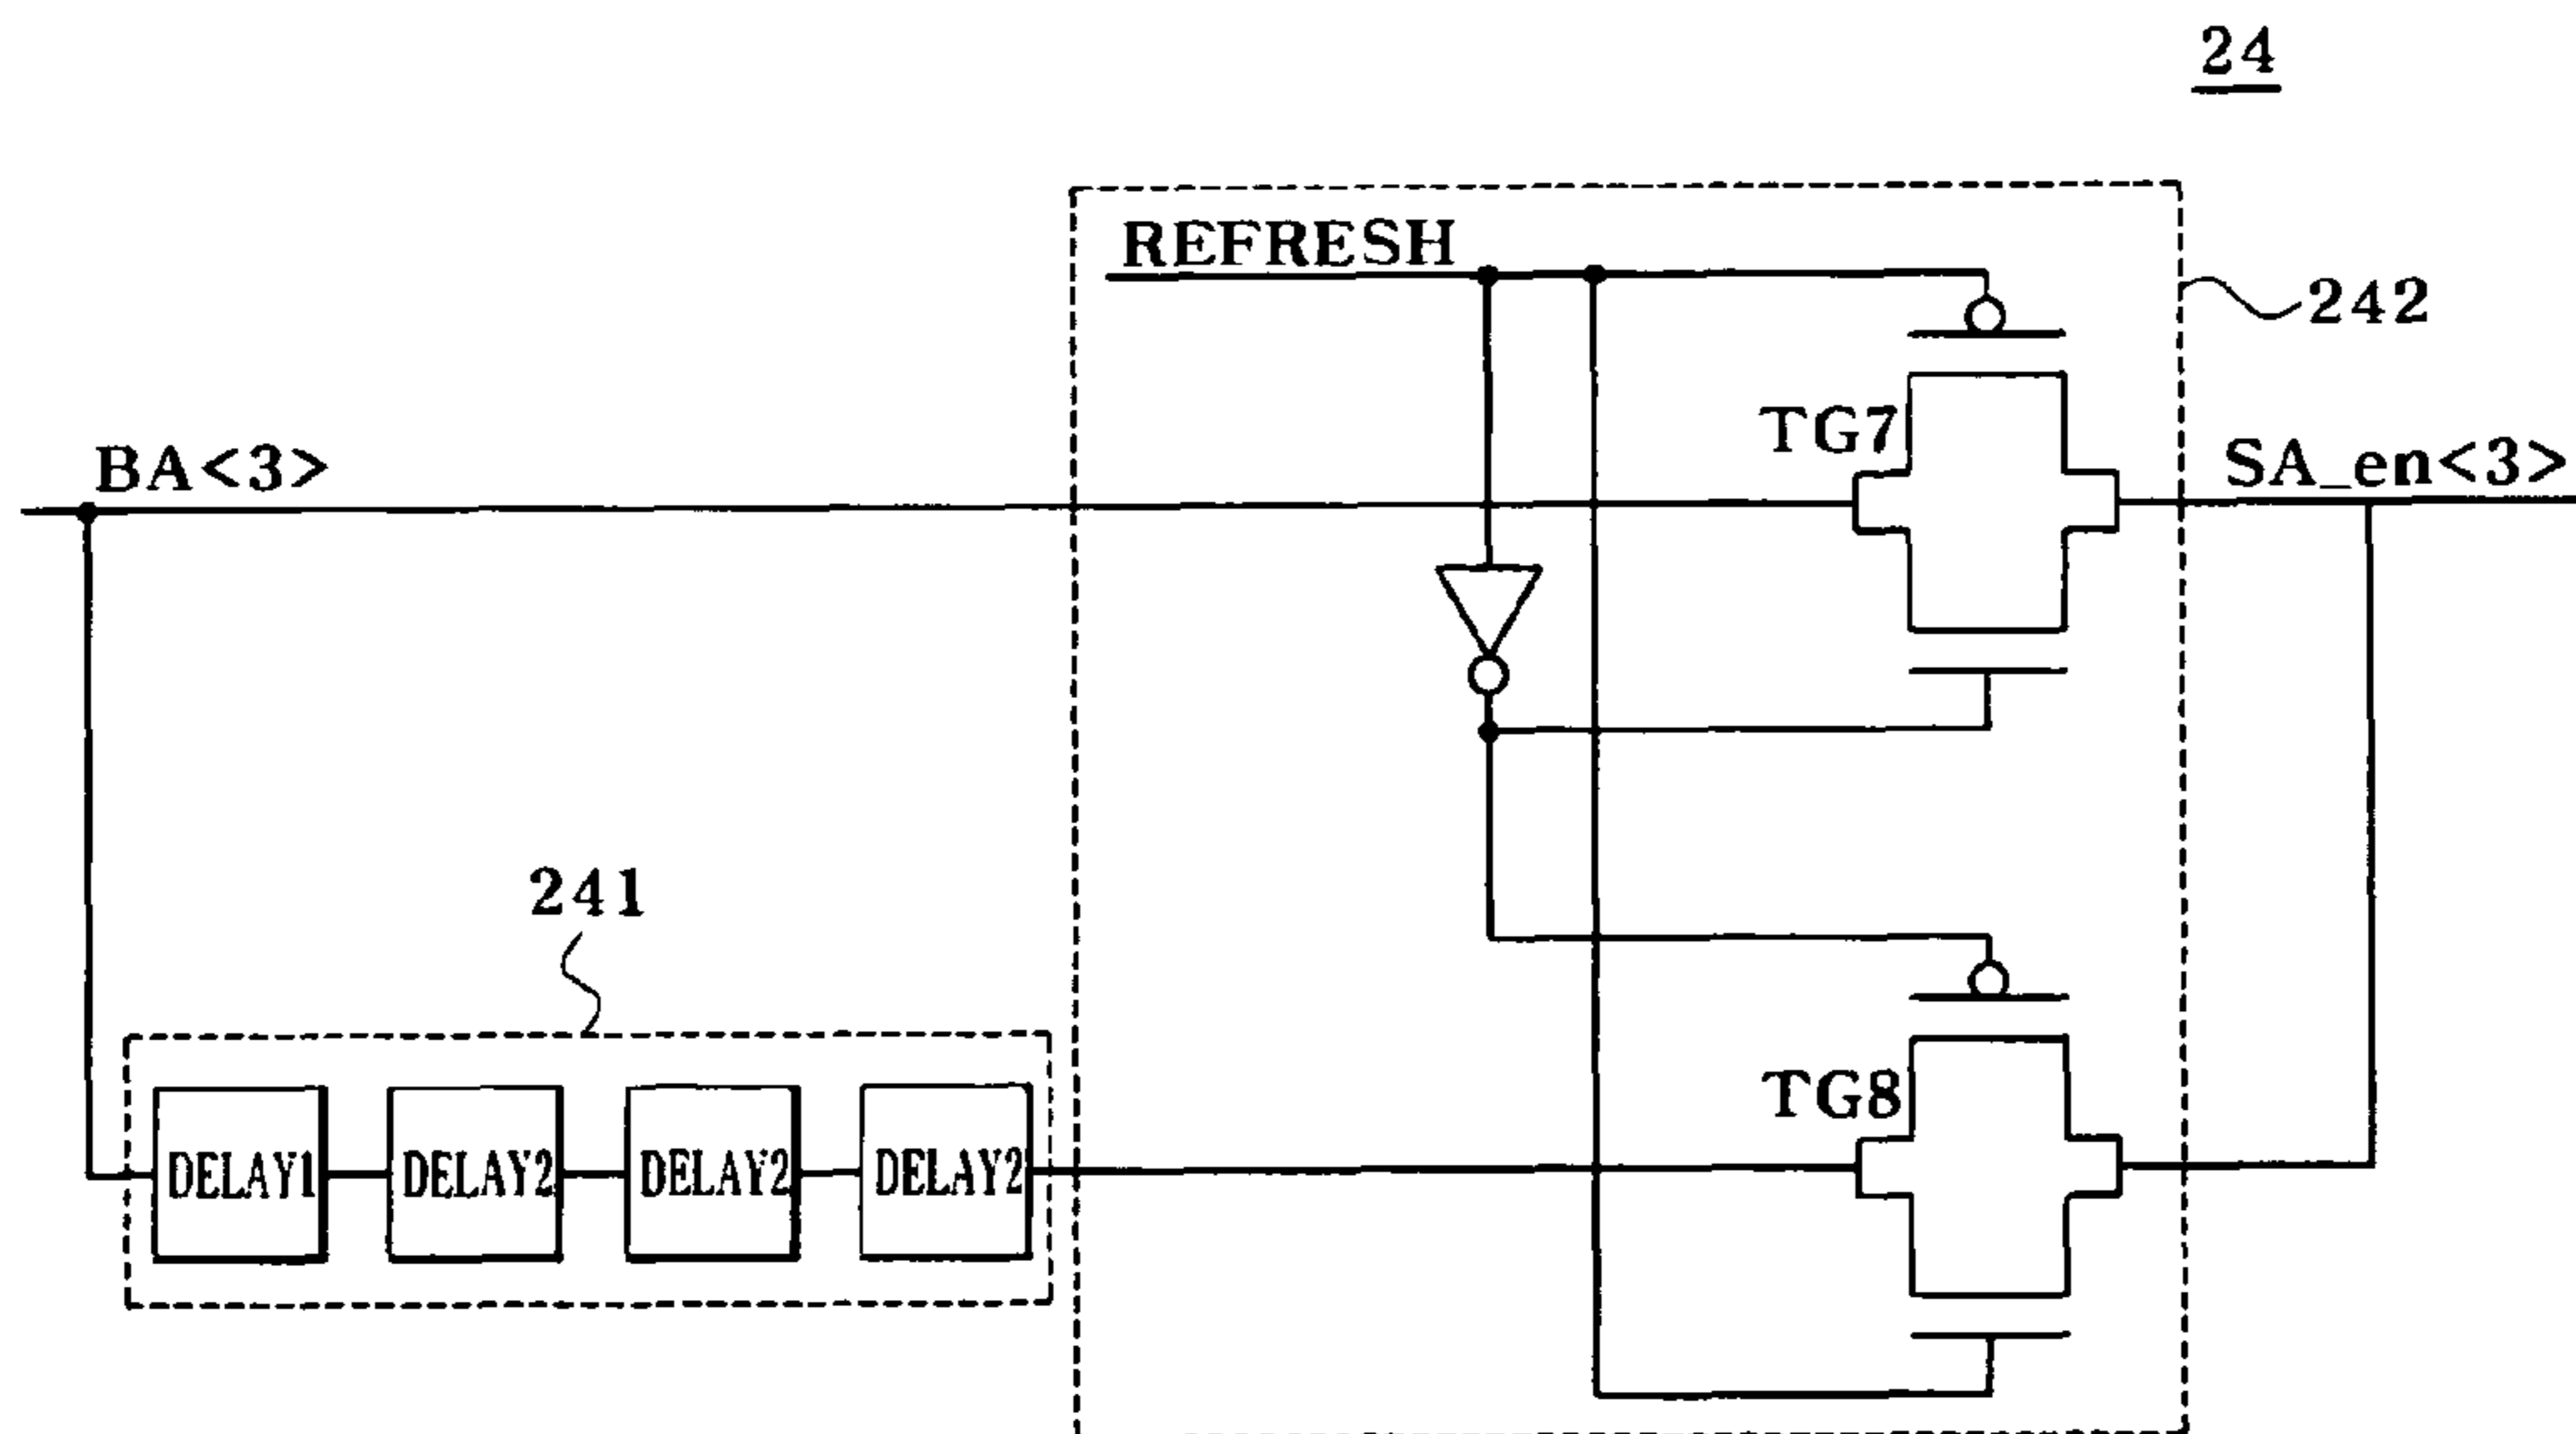 24
REFRESH
242
TG7
BA<3>
SA_en<3>
241
TG8
DELAY1
DELAY2
DELAY2
DELAY2